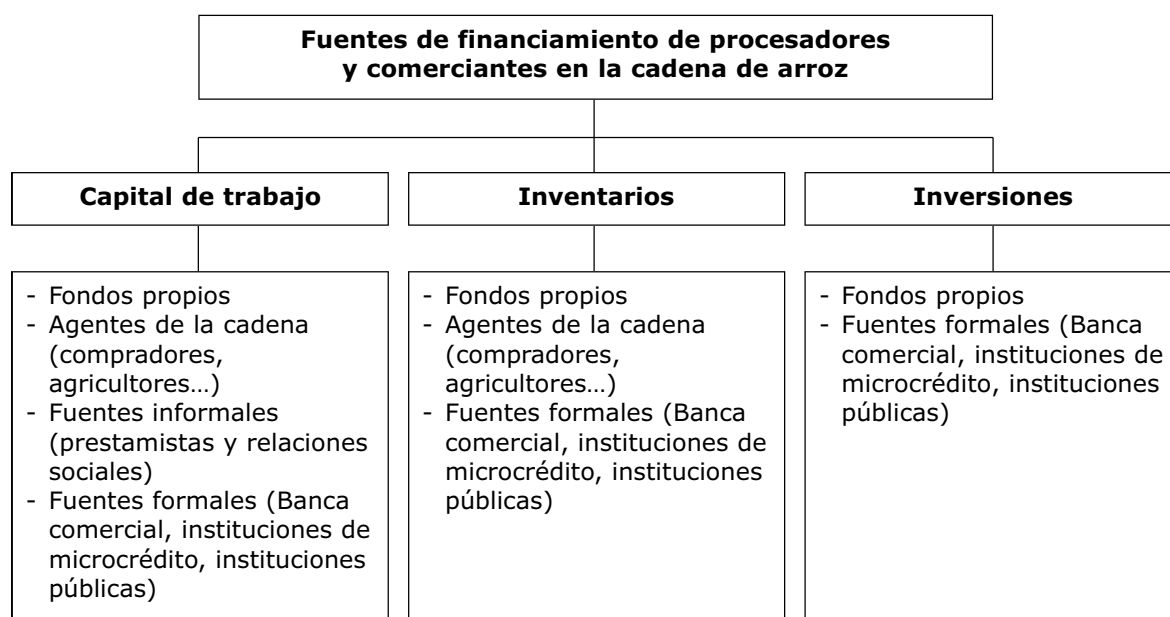 Fuentes de financiamiento de procesadores
y comerciantes en la cadena de arroz
Capital de trabajo
Inventarios
Inversiones
- Fondos propios
- Agentes de la cadena
(compradores,
agricultores…)
- Fuentes informales
(prestamistas y relaciones
sociales)
- Fuentes formales (Banca
comercial, instituciones de
microcrédito, instituciones
públicas)
- Fondos propios
- Agentes de la cadena
(compradores,
agricultores…)
- Fuentes formales (Banca
comercial, instituciones de
microcrédito, instituciones
públicas)
- Fondos propios
- Fuentes formales (Banca
comercial, instituciones de
microcrédito, instituciones
públicas)